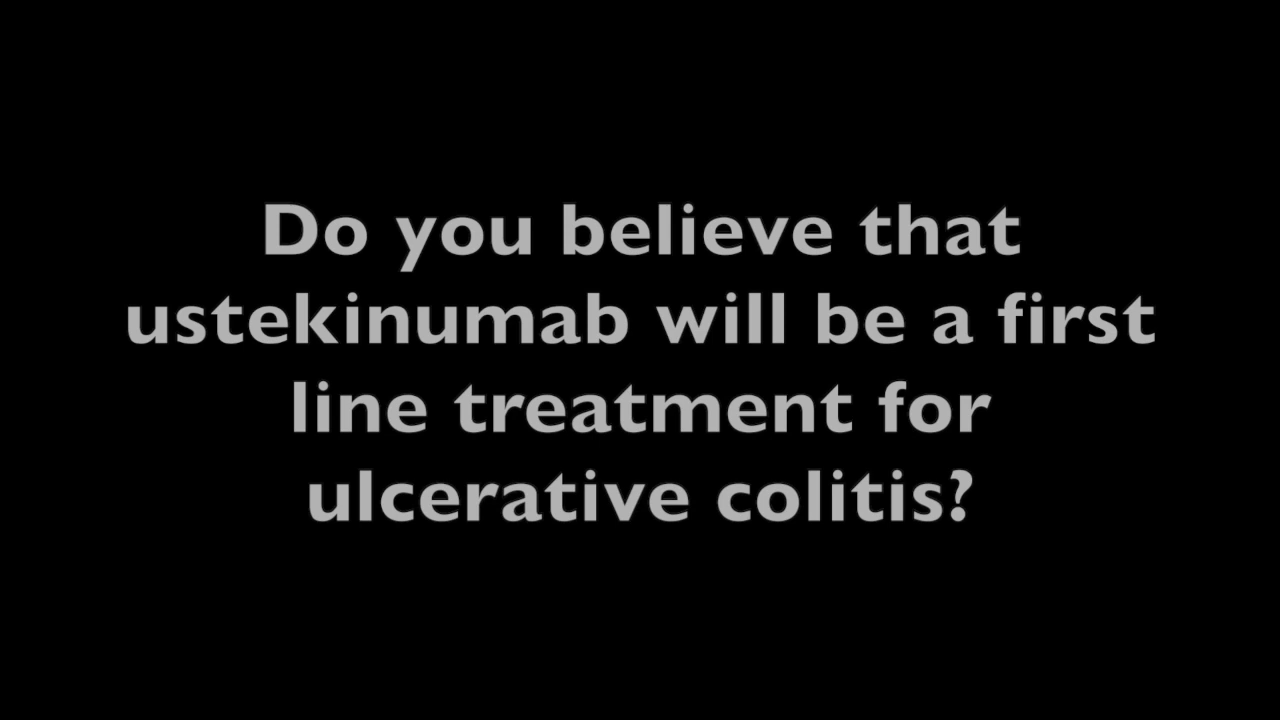 Do you believe that
ustekinumab will be a first
line treatment for
ulcerative colitis?